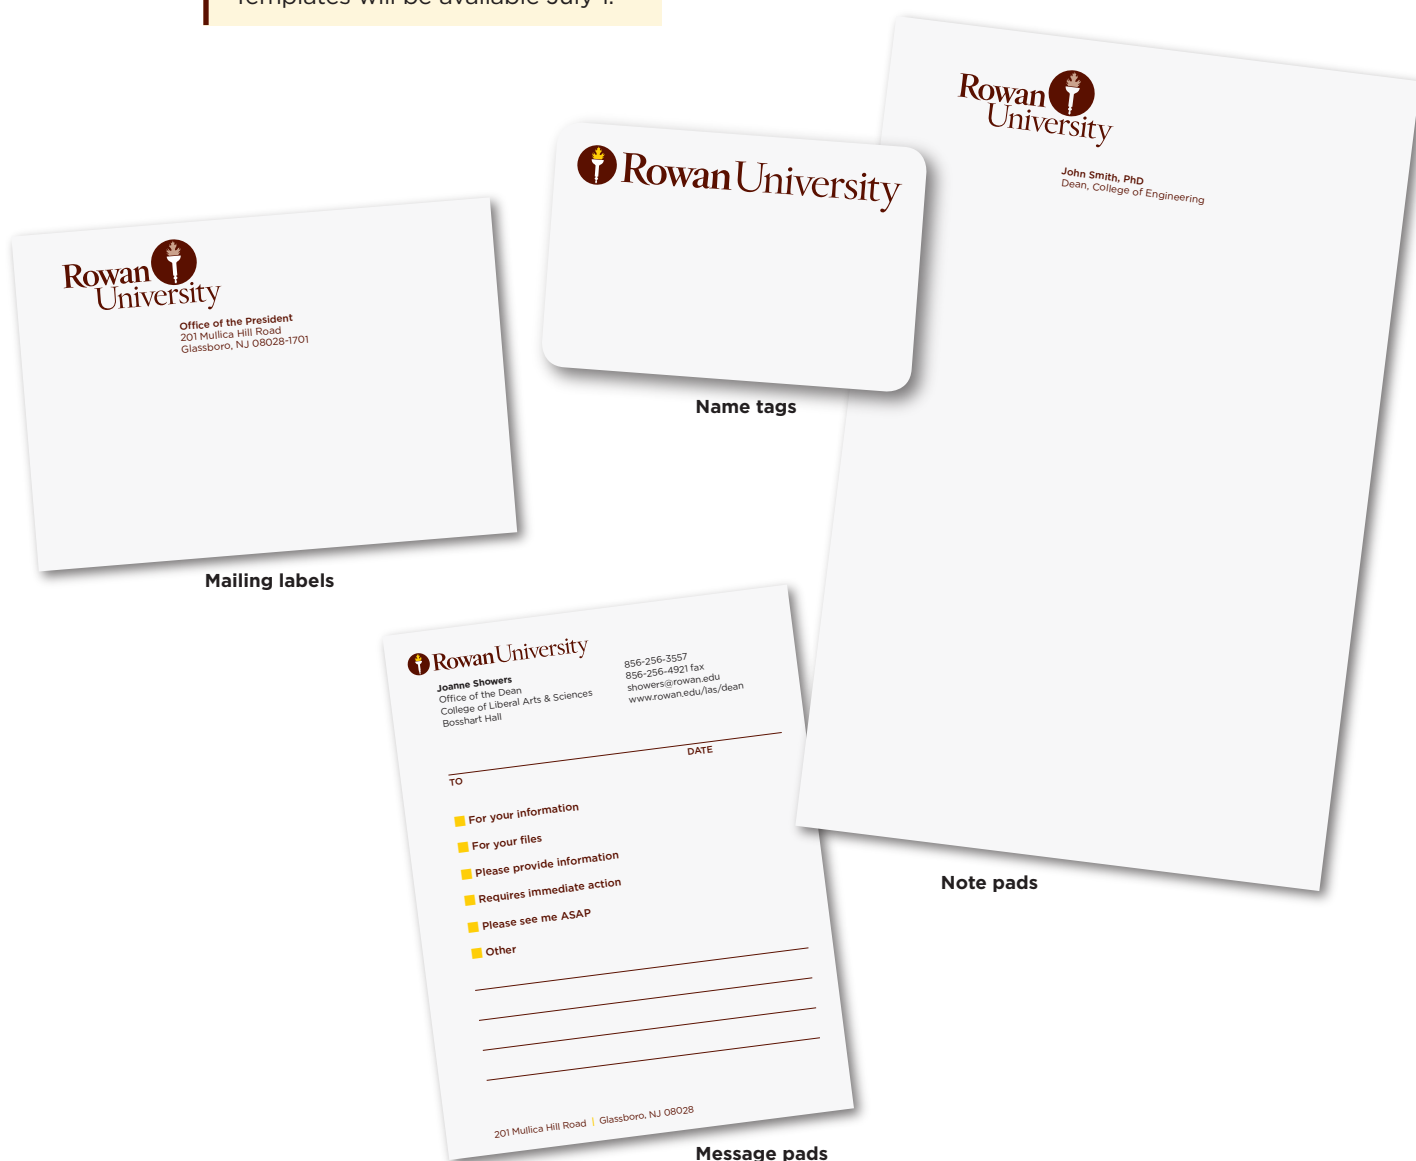 Templates will be available July 1.
Rowan
University
Office of the President
201 Mullica Hill Road
Glassboro, NJ 08028-1701
Mailing labels
Rowan University
Name tags
Rowan
University
John Smith, PhD
Dean, College of Engineering
Note pads
Rowan University
Joanne Showers
Office of the Dean
College of Liberal Arts & Sciences
Bosshart Hall
856-256-3557
856-256-4921 fax
showers@rowan.edu
www.rowan.edu/las/dean
TO
DATE
For your information
For your files
Please provide information
Requires immediate action
Please see me ASAP
Other
201 Mullica Hill Road | Glassboro, NJ 08028
Message pads